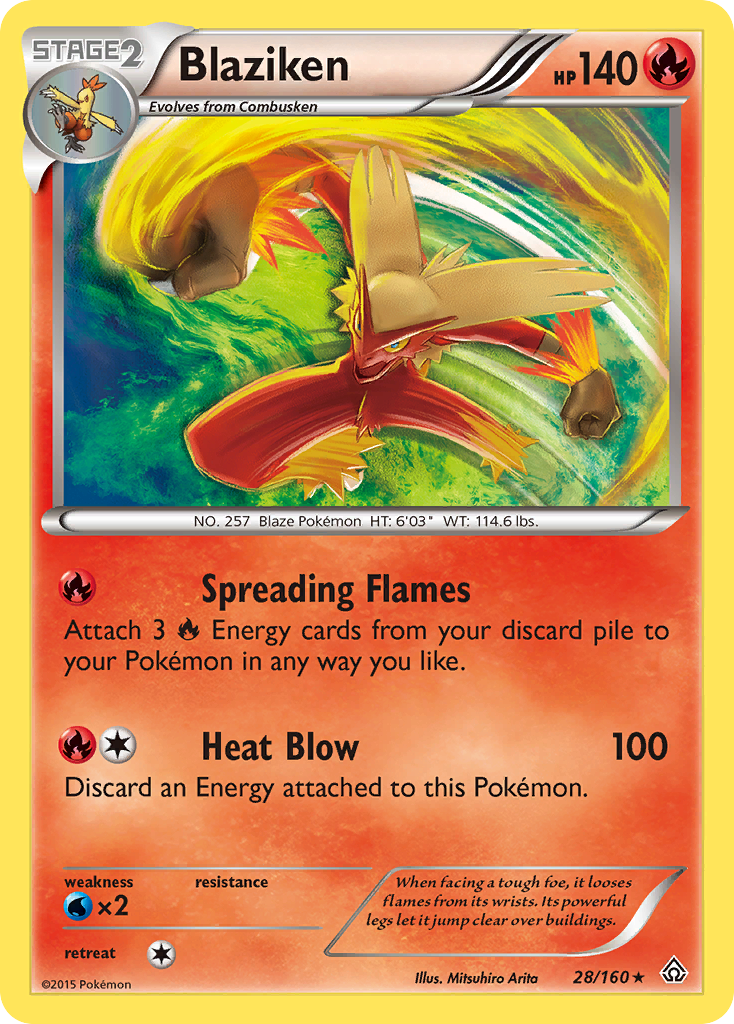 STAGE2
Blaziken
HP 140
Evolves from Combusken
NO. 257 Blaze Pokémon HT: 6'03" WT: 114.6 lbs.
Spreading Flames
Attach 3 Energy cards from your discard pile to
your Pokémon in any way you like.
Heat Blow 100
Discard an Energy attached to this Pokémon.
weakness resistance
×2
retreat
When facing a tough foe, it looses
flames from its wrists. Its powerful
legs let it jump clear over buildings.
©2015 Pokémon
Illus. Mitsuhiro Arita
28/160 ★